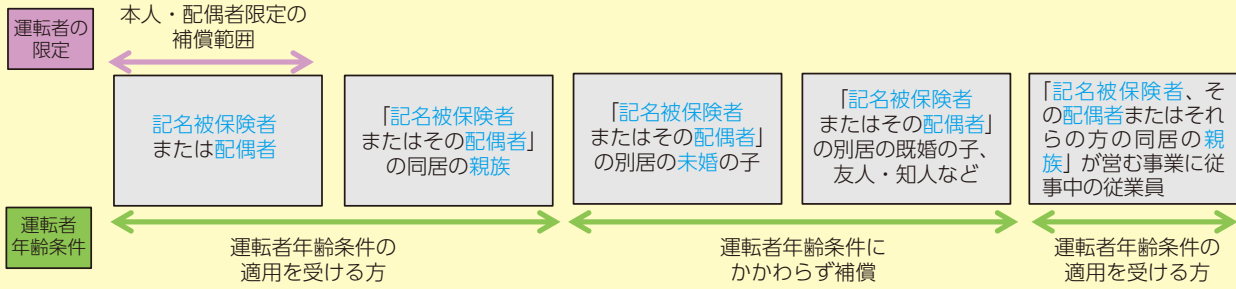 運転者の
限定
本人・配偶者限定の
補償範囲
記名被保険者
または配偶者
「記名被保険者
またはその配偶者」
の同居の親族
「記名被保険者
またはその配偶者」
の別居の未婚の子
「記名被保険者
またはその配偶者」
の別居の既婚の子、
友人・知人など
「記名被保険者、そ
の配偶者またはそれ
らの方の同居の親
族」が営む事業に従
事中の従業員
運転者
年齢条件
運転者年齢条件の
適用を受ける方
運転者年齢条件に
かかわらず補償
運転者年齢条件の
適用を受ける方